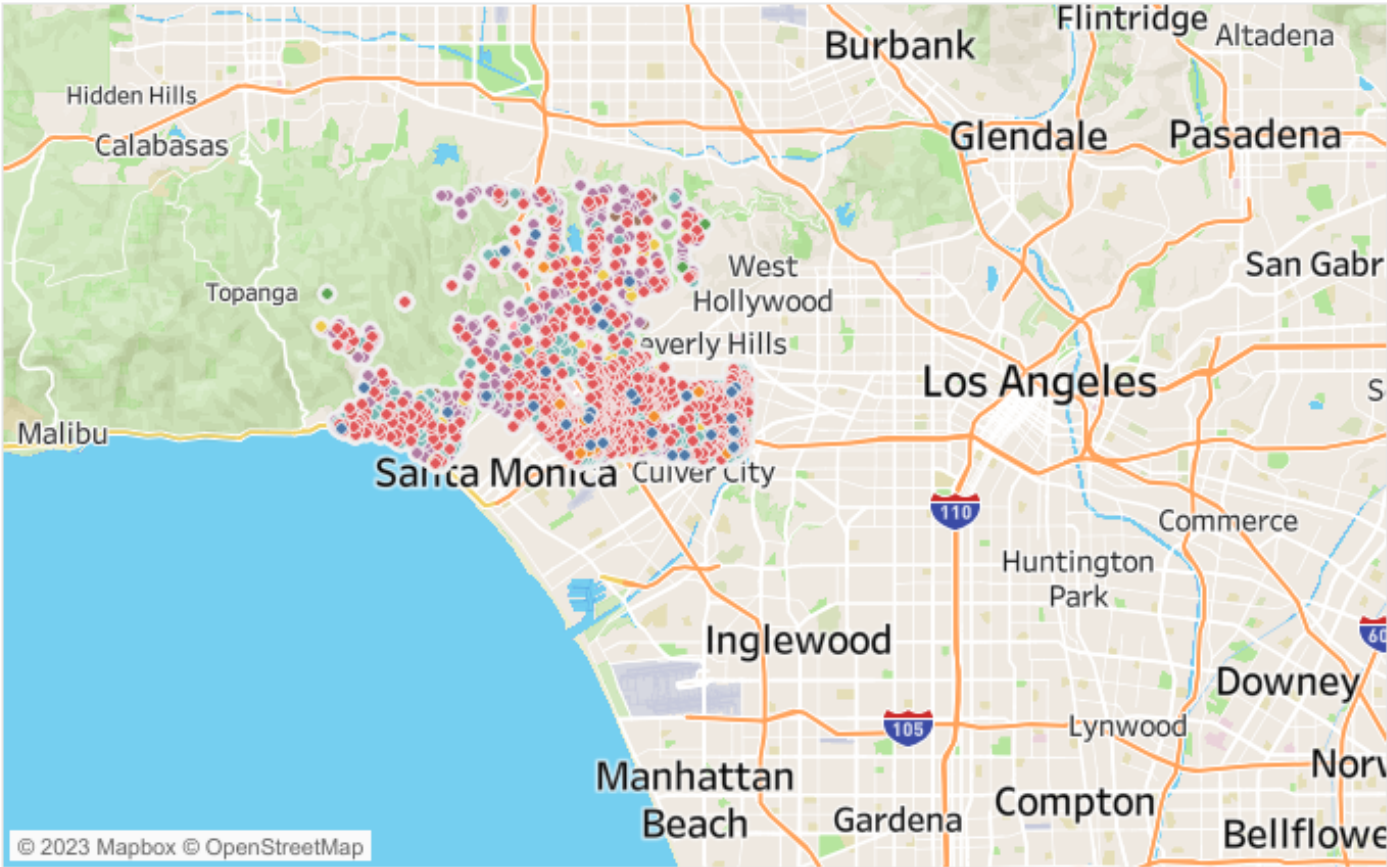 Flintridge
Altadena
Burbank
Hidden Hills
Glendale
Pasadena
Calabasas
West
Hollywood
San Gabr
Topanga
everly Hills
Los Angeles
S
Malibu
Santa Monica
Culver City
110
Commerce
Huntington
Park
Inglewood
60
Downey
105
Lynwood
Manhattan
Beach
Norv
Compton
Gardena
Bellflowe
© 2023 Mapbox © OpenStreetMap